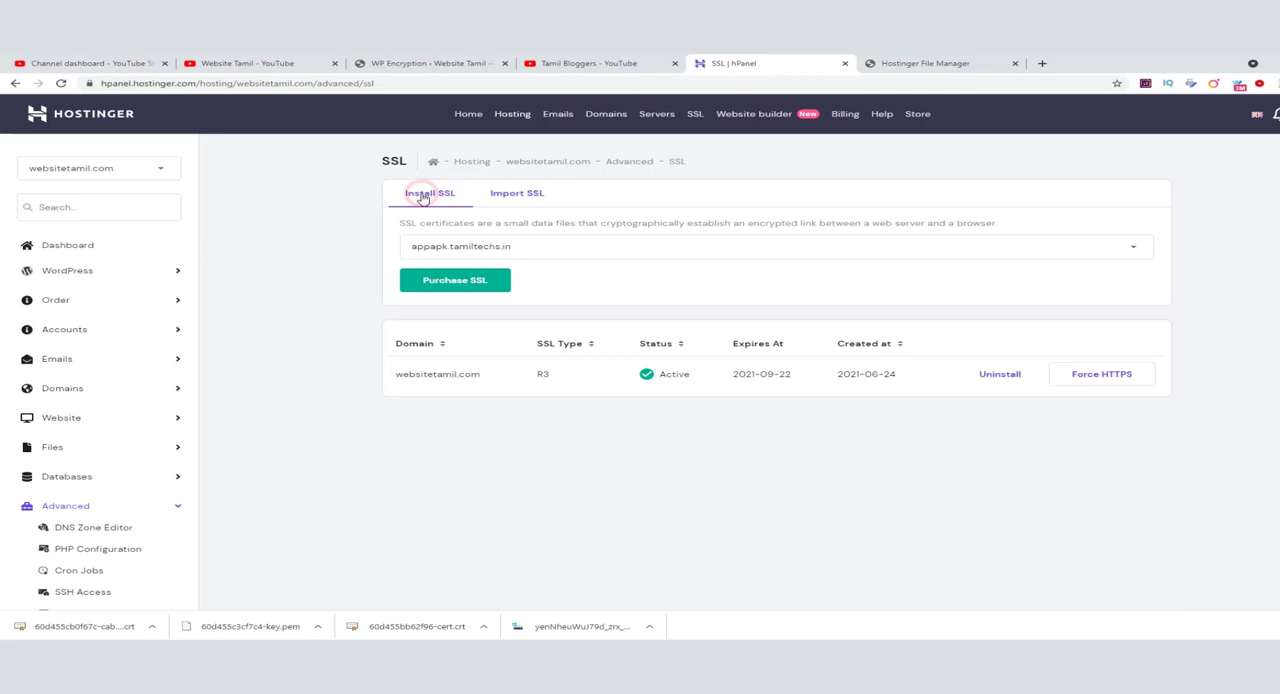 Channel dashboard - YouTube St
Website Tamil - YouTube
WP Encryption ‹ Website Tamil —
Tamil Bloggers - YouTube
SSL | hPanel
Hostinger File Manager
hpanel.hostinger.com/hosting/websitetamil.com/advanced/ssl
IQ
1M
HOSTINGER
Home Hosting Emails Domains Servers SSL Website builder New Billing Help Store
websitetamil.com
Search...
Dashboard
WordPress
Order
Accounts
Emails
Domains
Website
Files
Databases
Advanced
DNS Zone Editor
PHP Configuration
Cron Jobs
SSH Access
SSL - Hosting - websitetamil.com - Advanced - SSL
Install SSL Import SSL
SSL certificates are a small data files that cryptographically establish an encrypted link between a web server and a browser.
appapk.tamiltechs.in
Purchase SSL
Domain SSL Type Status Expires At Created at
websitetamil.com R3 Active 2021-09-22 2021-06-24 Uninstall Force HTTPS
60d455cb0f67c-cab....crt
60d455c3cf7c4-key.pem
60d455bb62f96-cert.crt
yenNheuWuJ79d_zrx_...